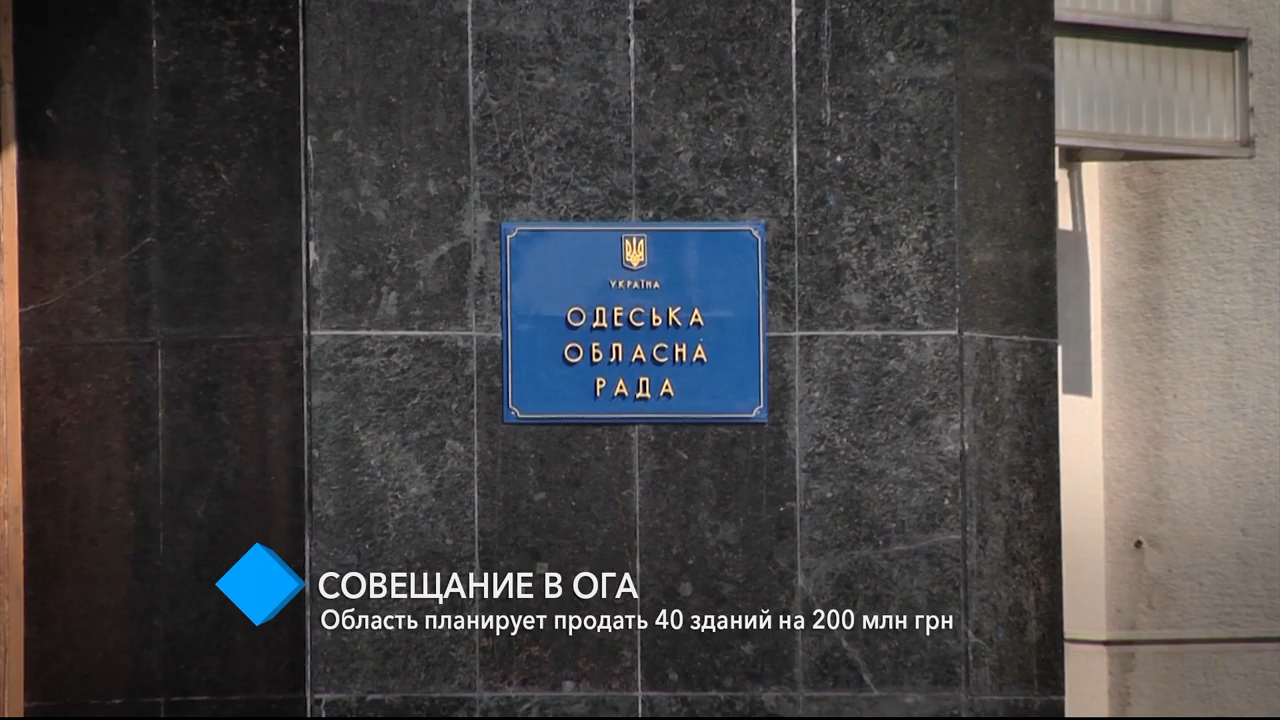 УКРАЇНА
ОДЕСЬКА
ОБЛАСНА
РАДА
СОВЕЩАНИЕ В ОГА
Область планирует продать 40 зданий на 200 млн грн